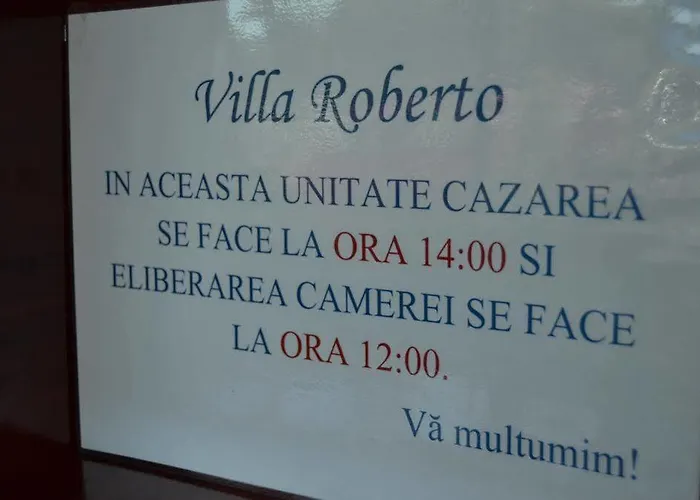 Villa Roberto
IN ACEASTA UNITATE CAZAREA
SE FACE LA ORA 14:00 SI
ELIBERAREA CAMEREI SE FACE
LA ORA 12:00.
Vă multumim!